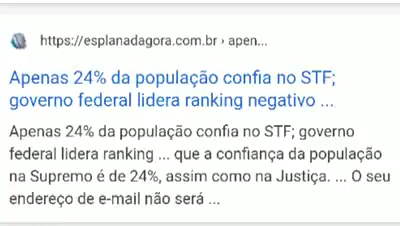 https://esplanadagora.com.br › apen...
Apenas 24% da população confia no STF;
governo federal lidera ranking negativo ...
Apenas 24% da população confia no STF; governo
federal lidera ranking ... que a confiança da população
na Supremo é de 24%, assim como na Justiça. ... O seu
endereço de e-mail não será ...